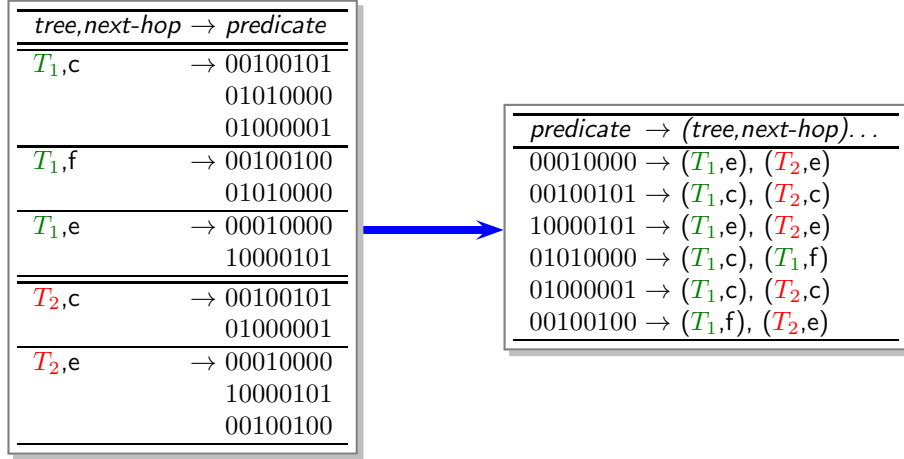 tree,next-hop → predicate
T₁,c → 00100101
01010000
01000001
T₁,f → 00100100
01010000
T₁,e → 00010000
10000101
T₂,c → 00100101
01000001
T₂,e → 00010000
10000101
00100100
predicate → (tree,next-hop)...
00010000 → (T₁,e), (T₂,e)
00100101 → (T₁,c), (T₂,c)
10000101 → (T₁,e), (T₂,e)
01010000 → (T₁,c), (T₁,f)
01000001 → (T₁,c), (T₂,c)
00100100 → (T₁,f), (T₂,e)